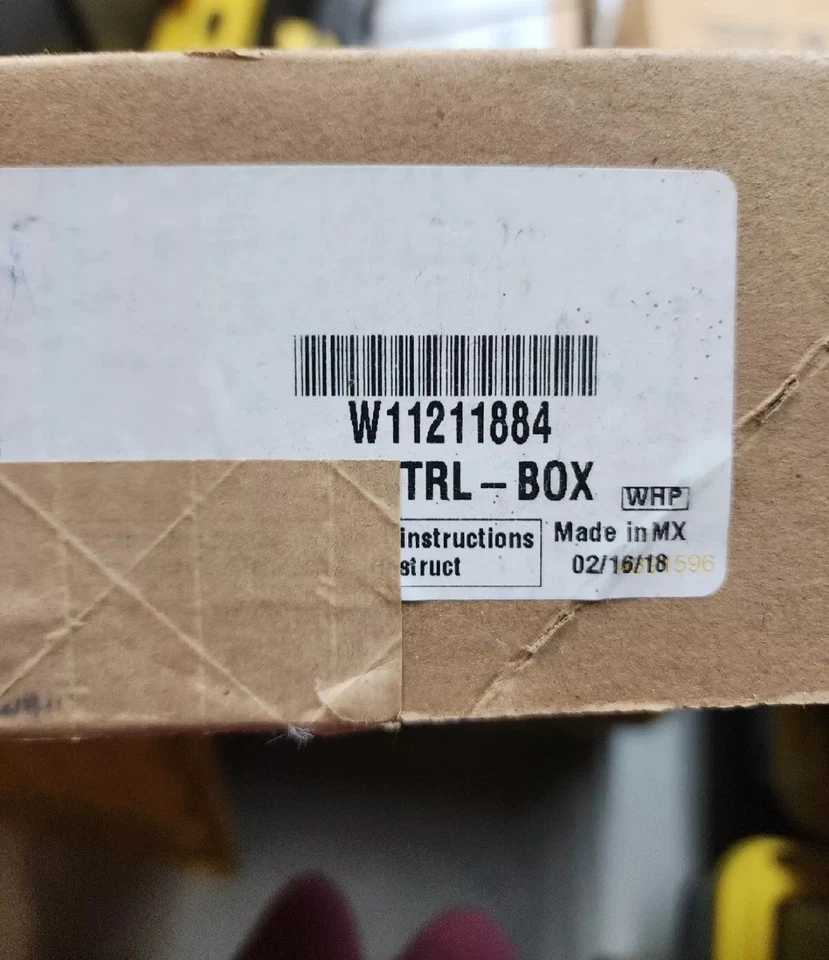 W11211884
TRL-BOX
WHP
instructions
struct
Made in MX
02/16/18